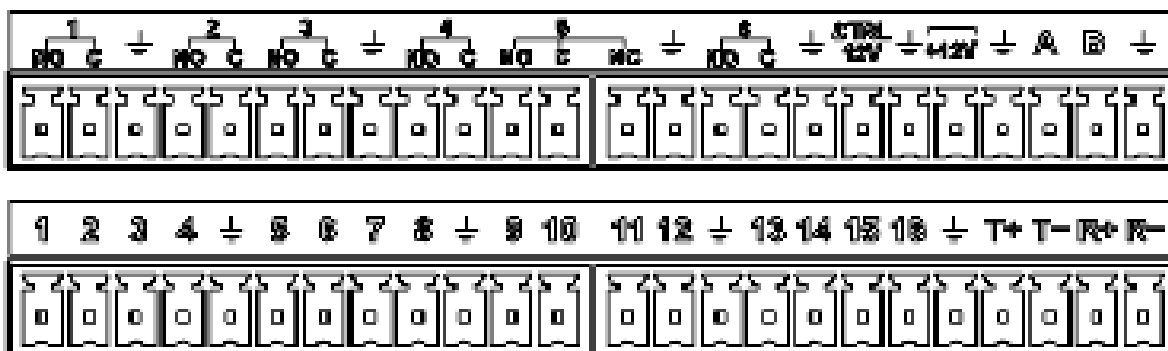 1 2 3 4 5 6
NO C ⏚ NO C NO C ⏚ NO C NO C NC ⏚ NO C ⏚ CTRL 12V ⏚ +12V ⏚ A B ⏚
1 2 3 4 ⏚ 5 6 7 8 ⏚ 9 10 11 12 ⏚ 13 14 15 16 ⏚ T+ T- R+ R-